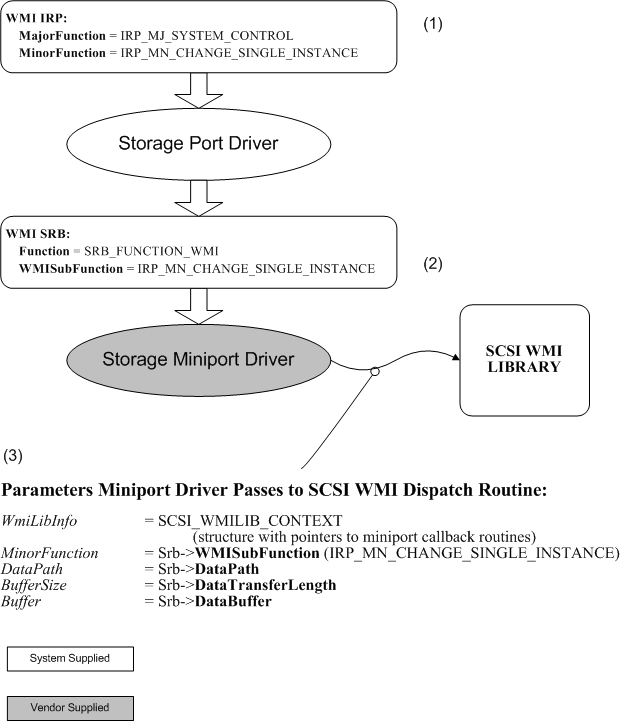 WMI IRP:
MajorFunction = IRP_MJ_SYSTEM_CONTROL
MinorFunction = IRP_MN_CHANGE_SINGLE_INSTANCE
(1)
Storage Port Driver
WMI SRB:
Function = SRB_FUNCTION_WMI
WMISubFunction = IRP_MN_CHANGE_SINGLE_INSTANCE
(2)
Storage Miniport Driver
SCSI WMI
LIBRARY
(3)
Parameters Miniport Driver Passes to SCSI WMI Dispatch Routine:
WmiLibInfo = SCSI_WMILIB_CONTEXT
(structure with pointers to miniport callback routines)
MinorFunction = Srb->WMISubFunction (IRP_MN_CHANGE_SINGLE_INSTANCE)
DataPath = Srb->DataPath
BufferSize = Srb->DataTransferLength
Buffer = Srb->DataBuffer
System Supplied
Vendor Supplied